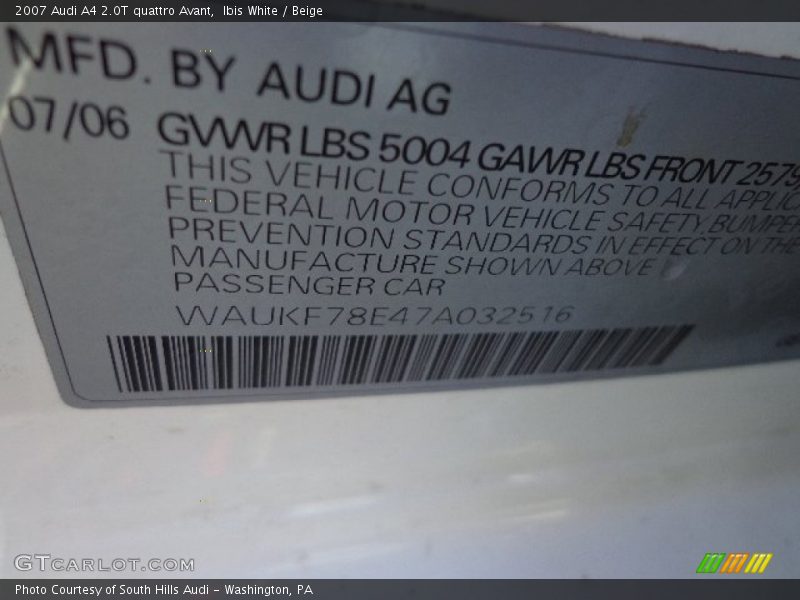 2007 Audi A4 2.0T quattro Avant,  Ibis White / Beige
MFD. BY AUDI AG
07/06 GVWR LBS 5004 GAWR LBS FRONT 2579,
THIS VEHICLE CONFORMS TO ALL APPLIC
FEDERAL MOTOR VEHICLE SAFETY, BUMPER
PREVENTION STANDARDS IN EFFECT ON THE
MANUFACTURE SHOWN ABOVE
PASSENGER CAR
WAUKF78E47A032516
GTCARLOT.COM
Photo Courtesy of South Hills Audi - Washington, PA